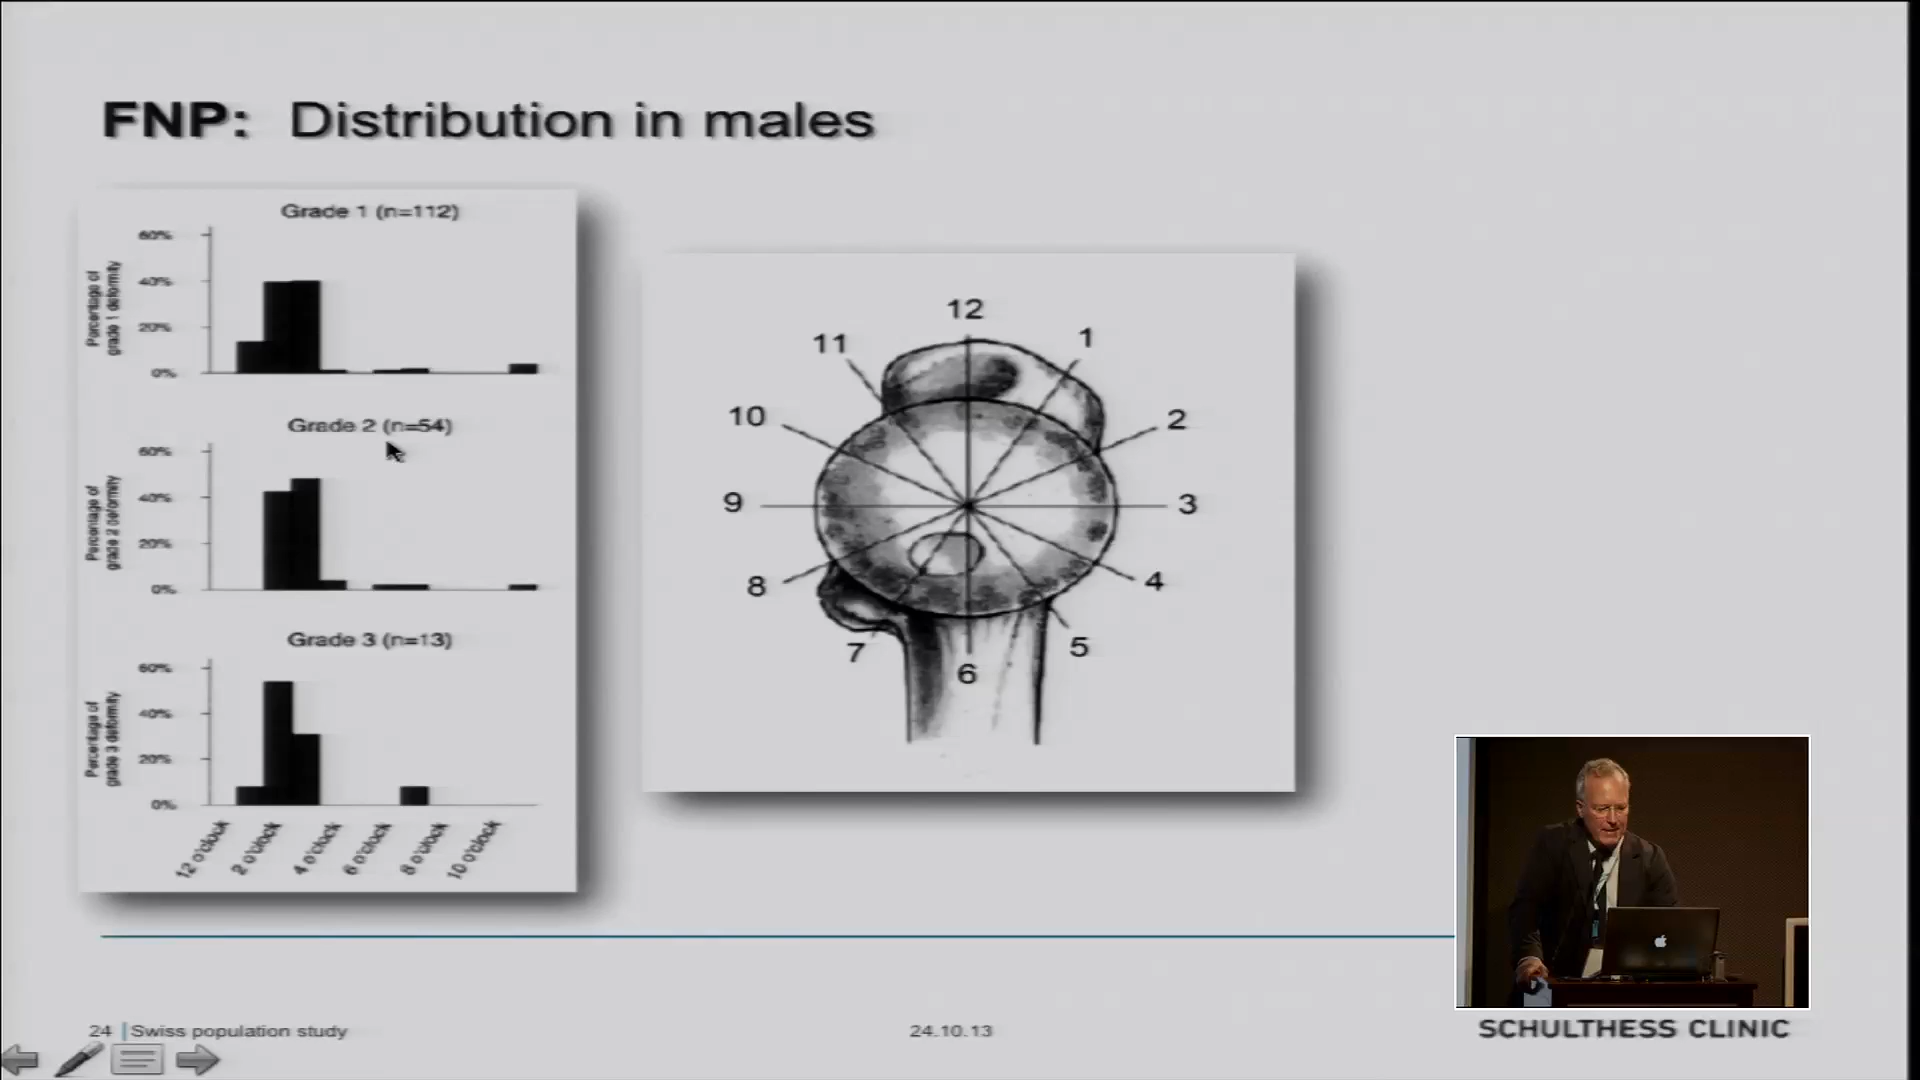 FNP: Distribution in males
Grade 1 (n=112)
Percentage of
grade 1 deformity
60%
40%
20%
0%
Grade 2 (n=54)
Percentage of
grade 2 deformity
60%
40%
20%
0%
Grade 3 (n=13)
Percentage of
grade 3 deformity
60%
40%
20%
0%
12 o'clock
2 o'clock
4 o'clock
6 o'clock
8 o'clock
10 o'clock
12
11
1
10
2
9
3
8
4
7
5
6
24 | Swiss population study
24.10.13
SCHULTHESS CLINIC